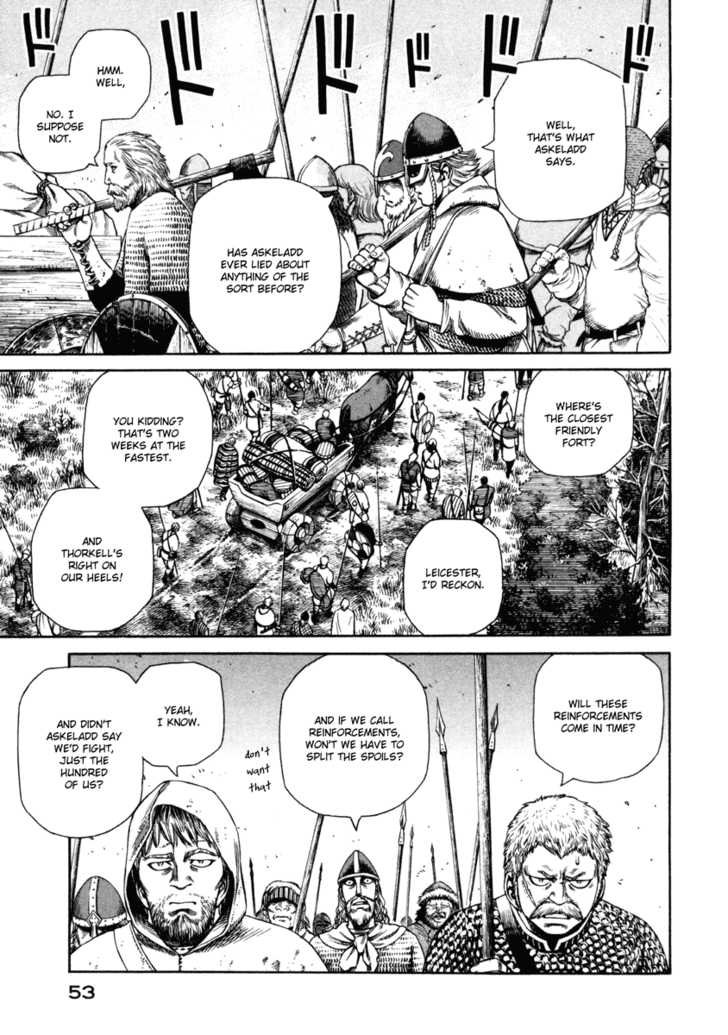 ドドドドドド
WELL,
THAT'S WHAT
ASKELADD
SAYS.
HAS ASKELADD
EVER LIED ABOUT
ANYTHING OF THE
SORT BEFORE?
HMM.
WELL,
NO. I
SUPPOSE
NOT.
WHERE'S
THE CLOSEST
FRIENDLY
FORT?
LEICESTER,
I'D RECKON.
YOU KIDDING?
THAT'S TWO
WEEKS AT THE
FASTEST.
AND
THORKELL'S
RIGHT ON
OUR HEELS!
WILL THESE
REINFORCEMENTS
COME IN TIME?
AND IF WE CALL
REINFORCEMENTS,
WON'T WE HAVE TO
SPLIT THE SPOILS?
don't
want
that
YEAH,
I KNOW.
AND DIDN'T
ASKELADD SAY
WE'D FIGHT,
JUST THE
HUNDRED
OF US?
53